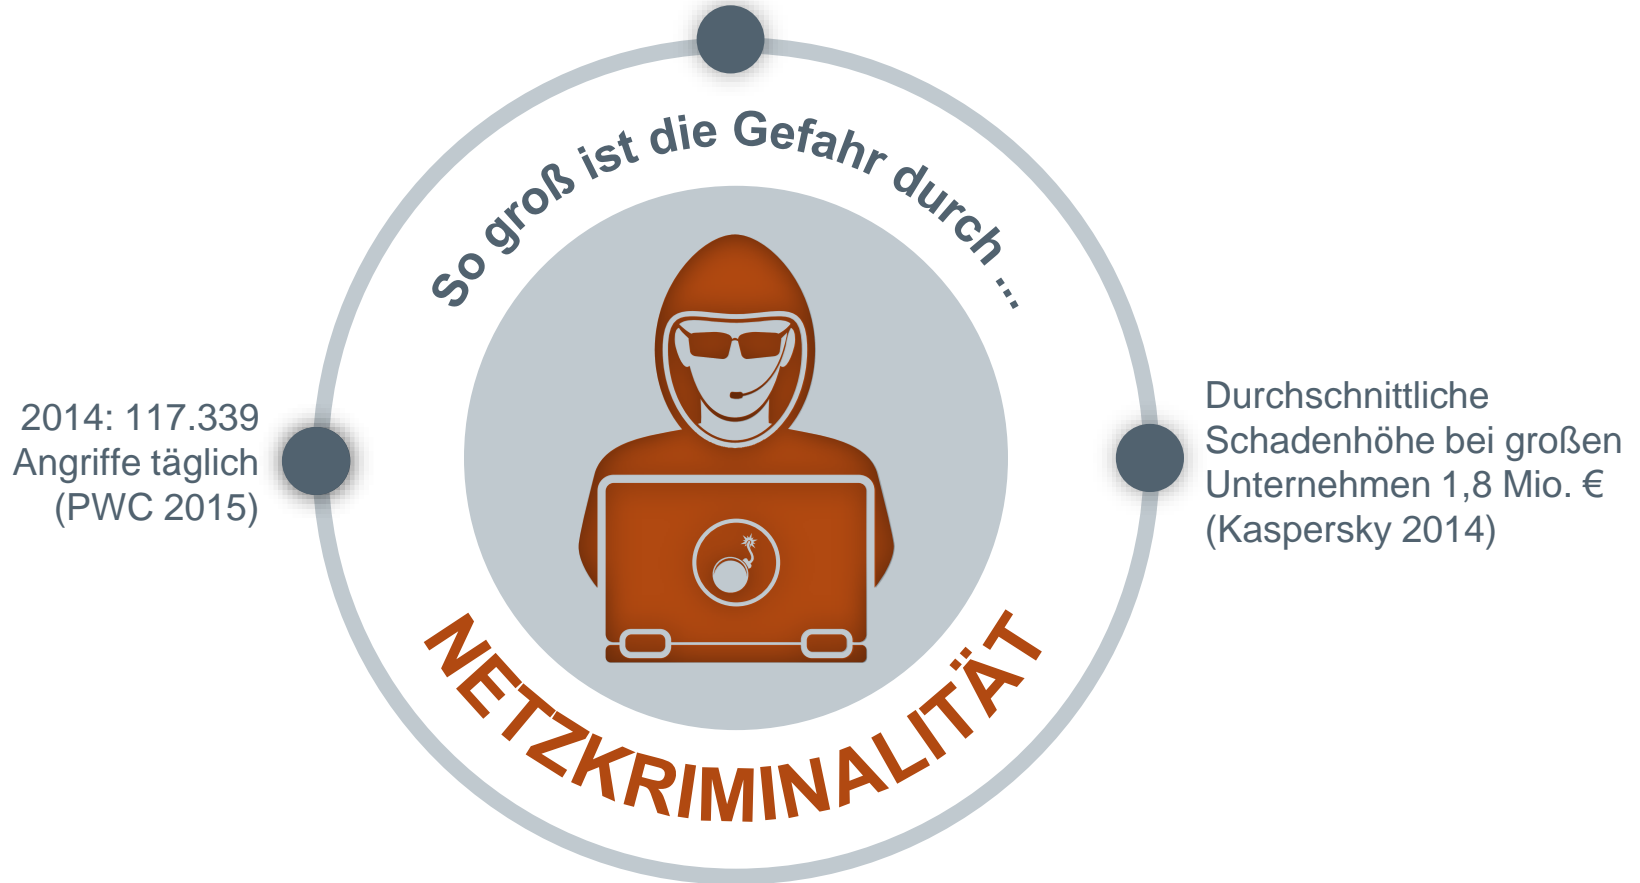 So groß ist die Gefahr durch ...
2014: 117.339
Angriffe täglich
(PWC 2015)
Durchschnittliche
Schadenhöhe bei großen
Unternehmen 1,8 Mio. €
(Kaspersky 2014)
NETZKRIMINALITÄT